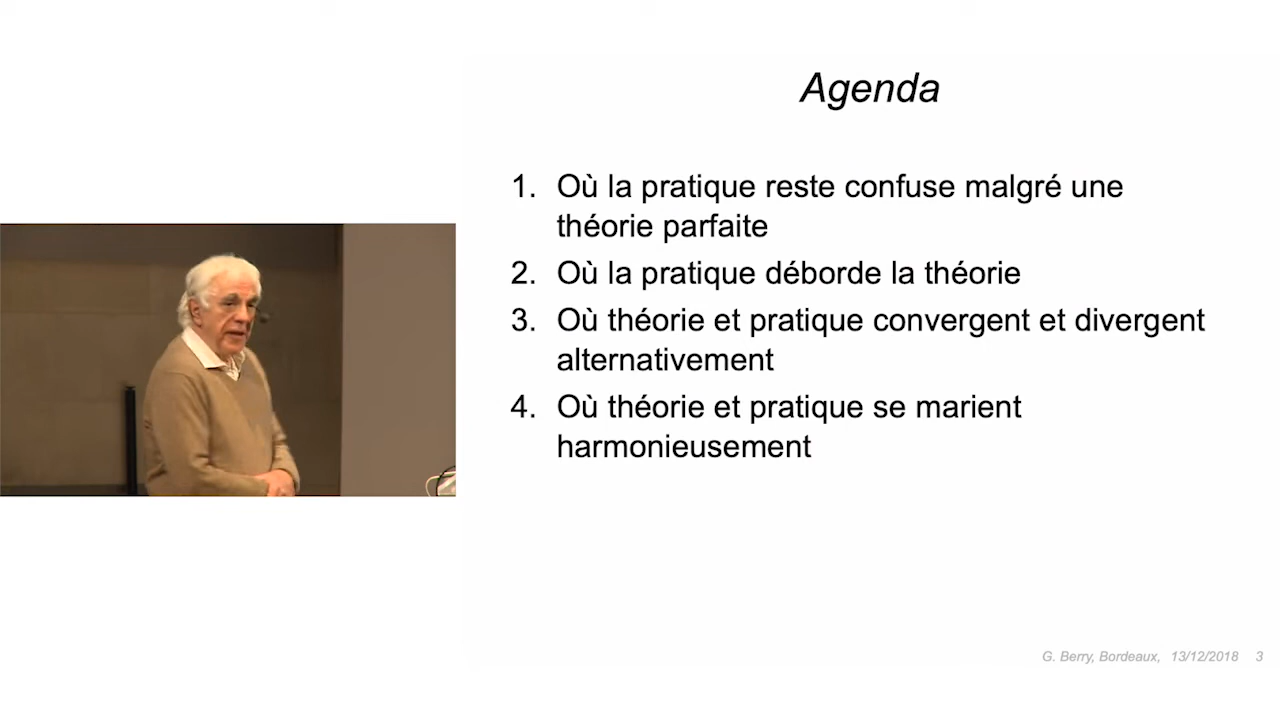 Agenda
1. Où la pratique reste confuse malgré une
théorie parfaite
2. Où la pratique déborde la théorie
3. Où théorie et pratique convergent et divergent
alternativement
4. Où théorie et pratique se marient
harmonieusement
G. Berry, Bordeaux, 13/12/2018 3